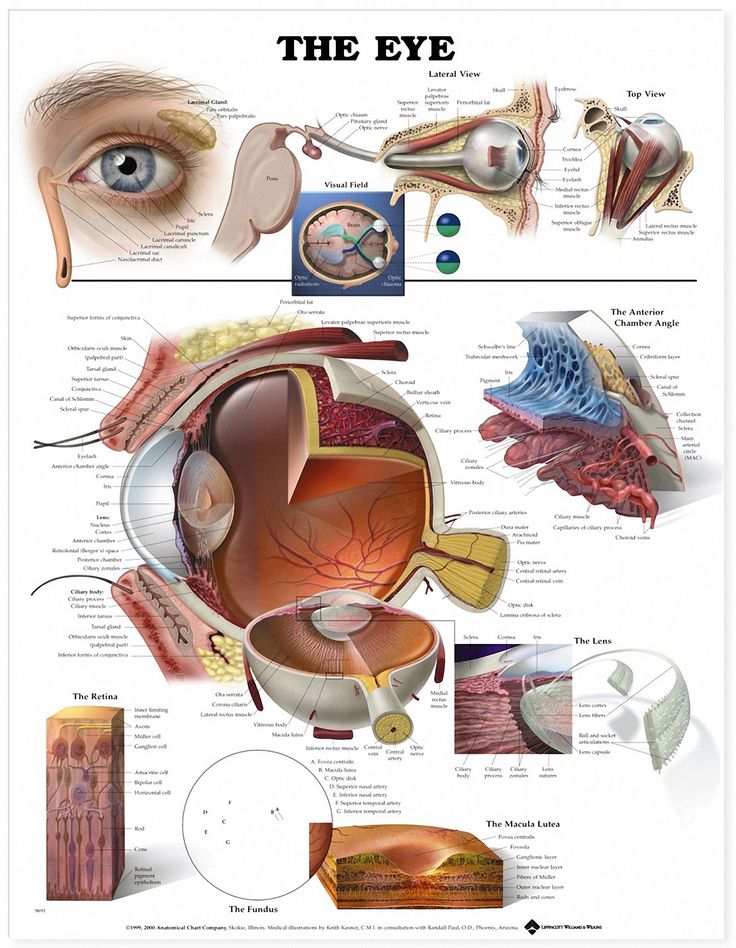 THE EYE
Lacrimal Gland:
Pars orbitalis
Pars palpebralis
Sclera
Iris
Pupil
Lacrimal punctum
Lacrimal caruncle
Lacrimal canaliculi
Lacrimal sac
Nasolacrimal duct
Lateral View
Optic chiasm
Pituitary gland
Optic nerve
Pons
Superior
rectus
muscle
Levator
palpebrae
superioris
muscle
Periorbital fat
Skull
Eyebrow
Cornea
Trochlea
Eyelid
Eyelash
Medial rectus
muscle
Inferior rectus
muscle
Superior oblique
muscle
Top View
Skull
Lateral rectus muscle
Superior rectus muscle
Annulus
Visual Field
Brain
Optic
radiations
Optic
chiasma
Periorbital fat
Ora serrata
Levator palpebrae superioris muscle
Superior rectus muscle
Superior fornix of conjunctiva
Skin
Orbicularis oculi muscle
(palpebral part)
Tarsal gland
Superior tarsus
Conjunctiva
Canal of Schlemm
Scleral spur
Eyelash
Anterior chamber angle
Cornea
Iris
Pupil
Lens:
Nucleus
Cortex
Anterior chamber
Retrolental (Berger's) space
Posterior chamber
Ciliary zonules
Ciliary body:
Ciliary process
Ciliary muscle
Inferior tarsus
Tarsal gland
Orbicularis oculi muscle
(palpebral part)
Inferior fornix of conjunctiva
Sclera
Choroid
Bulbar sheath
Vorticose vein
Retina
Vitreous body
Posterior ciliary arteries
Dura mater
Arachnoid
Pia mater
Optic nerve
Central retinal artery
Central retinal vein
Optic disk
Lamina cribrosa of sclera
The Anterior
Chamber Angle
Schwalbe's line
Trabecular meshwork
Iris
Pigment
Ciliary process
Ciliary
zonules
Cornea
Cribriform layer
Scleral spur
Canal of
Schlemm
Collection
channel
Sclera
Main
arterial
circle
(MAC)
Ciliary muscle
Capillaries of ciliary process
Choroid veins
Ora serrata
Corona ciliaris
Lateral rectus muscle
Vitreous body
Macula lutea
Inferior rectus muscle
Central
vein
Central
artery
Optic
nerve
Medial
rectus
muscle
The Lens
Sclera
Cornea
Iris
Lens cortex
Lens fibers
Ball and socket
articulations
Lens capsule
Ciliary
body
Ciliary
process
Ciliary
zonules
Lens
sutures
The Retina
Inner limiting
membrane
Axons
Müller cell
Ganglion cell
Amacrine cell
Bipolar cell
Horizontal cell
Rod
Cone
Retinal
pigment
epithelium
A. Fovea centralis
B. Macula lutea
C. Optic disk
D. Superior nasal artery
E. Inferior nasal artery
F. Superior temporal artery
G. Inferior temporal artery
F
D
B
A
C
E
G
The Fundus
The Macula Lutea
Fovea centralis
Foveola
Ganglionic layer
Inner nuclear layer
Fibers of Müller
Outer nuclear layer
Rods and cones
©1999, 2000 Anatomical Chart Company, Skokie, Illinois. Medical illustrations by Keith Kasnot, C.M.I. in consultation with Randall Paul, O.D., Phoenix, Arizona.
LIPPINCOTT WILLIAMS & WILKINS